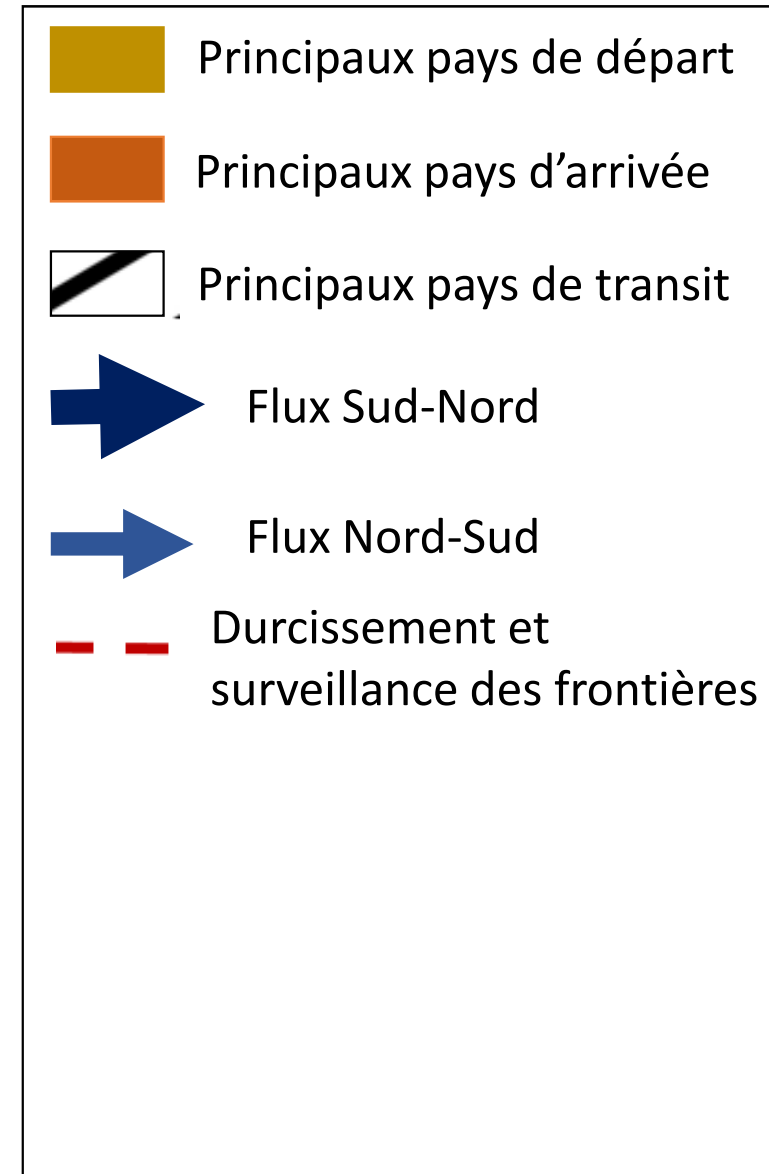 Principaux pays de départ
Principaux pays d’arrivée
Principaux pays de transit
Flux Sud-Nord
Flux Nord-Sud
Durcissement et
surveillance des frontières